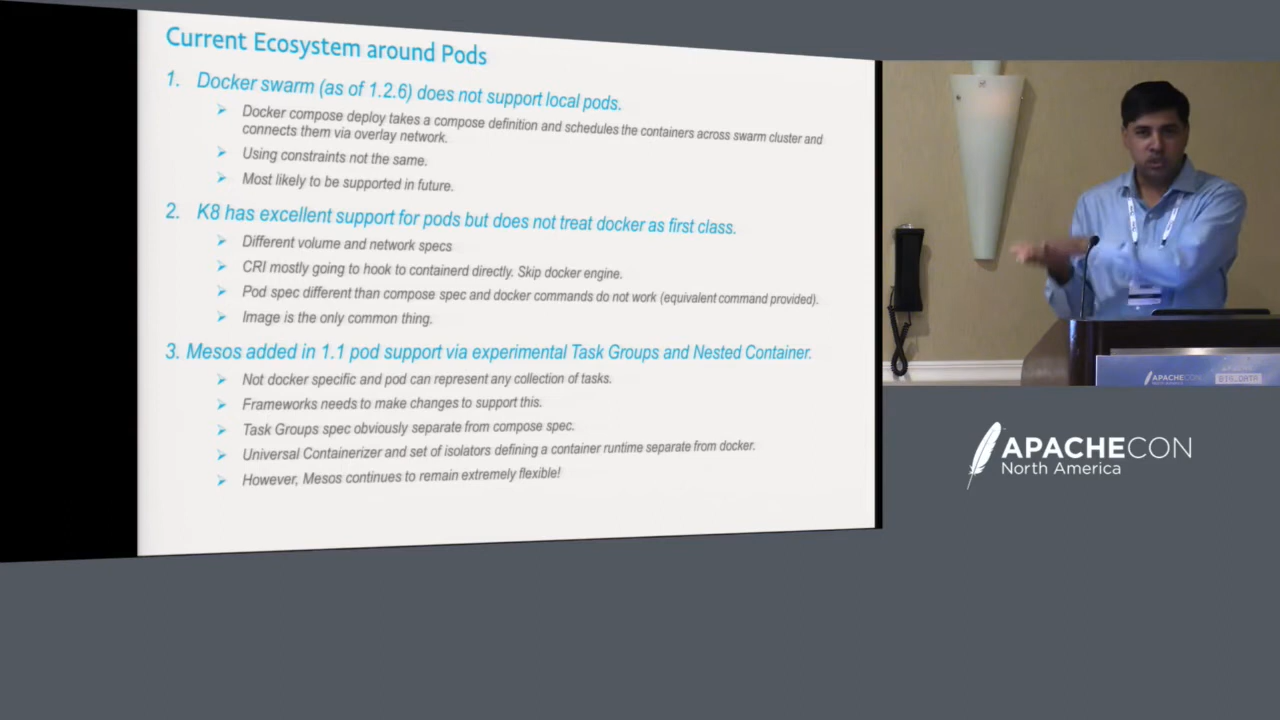 Current Ecosystem around Pods
1. Docker swarm (as of 1.2.6) does not support local pods.
Docker compose deploy takes a compose definition and schedules the containers across swarm cluster and
connects them via overlay network.
Using constraints not the same.
Most likely to be supported in future.
2. K8 has excellent support for pods but does not treat docker as first class.
Different volume and network specs
CRI mostly going to hook to containerd directly. Skip docker engine.
Pod spec different than compose spec and docker commands do not work (equivalent command provided).
Image is the only common thing.
3. Mesos added in 1.1 pod support via experimental Task Groups and Nested Container.
Not docker specific and pod can represent any collection of tasks.
Frameworks needs to make changes to support this.
Task Groups spec obviously separate from compose spec.
Universal Containerizer and set of isolators defining a container runtime separate from docker.
However, Mesos continues to remain extremely flexible!
APACHECON
BIG_DATA
APACHECON
North America